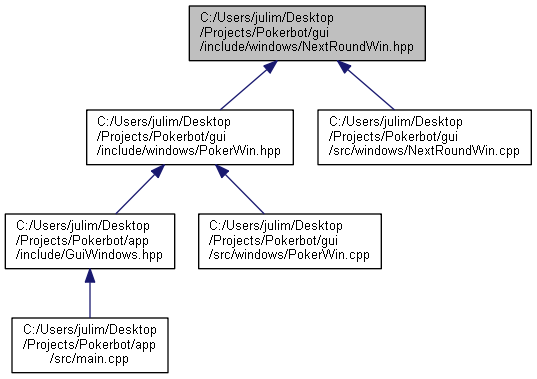 C:/Users/julim/Desktop
/Projects/Pokerbot/gui
/include/windows/NextRoundWin.hpp
C:/Users/julim/Desktop
/Projects/Pokerbot/gui
/include/windows/PokerWin.hpp
C:/Users/julim/Desktop
/Projects/Pokerbot/gui
/src/windows/NextRoundWin.cpp
C:/Users/julim/Desktop
/Projects/Pokerbot/app
/include/GuiWindows.hpp
C:/Users/julim/Desktop
/Projects/Pokerbot/gui
/src/windows/PokerWin.cpp
C:/Users/julim/Desktop
/Projects/Pokerbot/app
/src/main.cpp